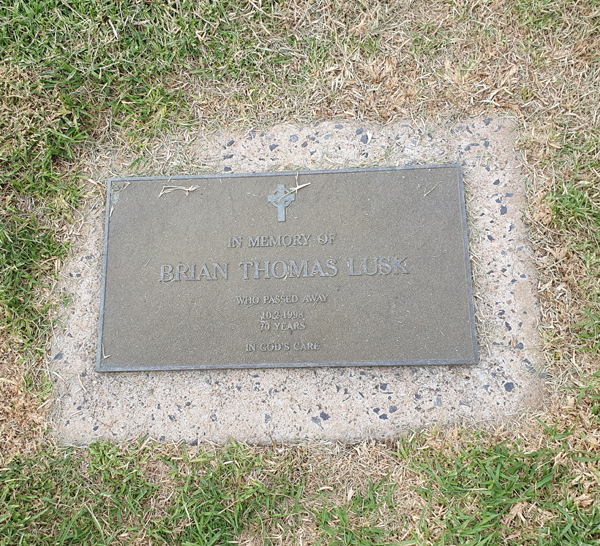 IN MEMORY OF
BRIAN THOMAS LUSK
WHO PASSED AWAY
10-2-1998
70 YEARS
IN GOD'S CARE